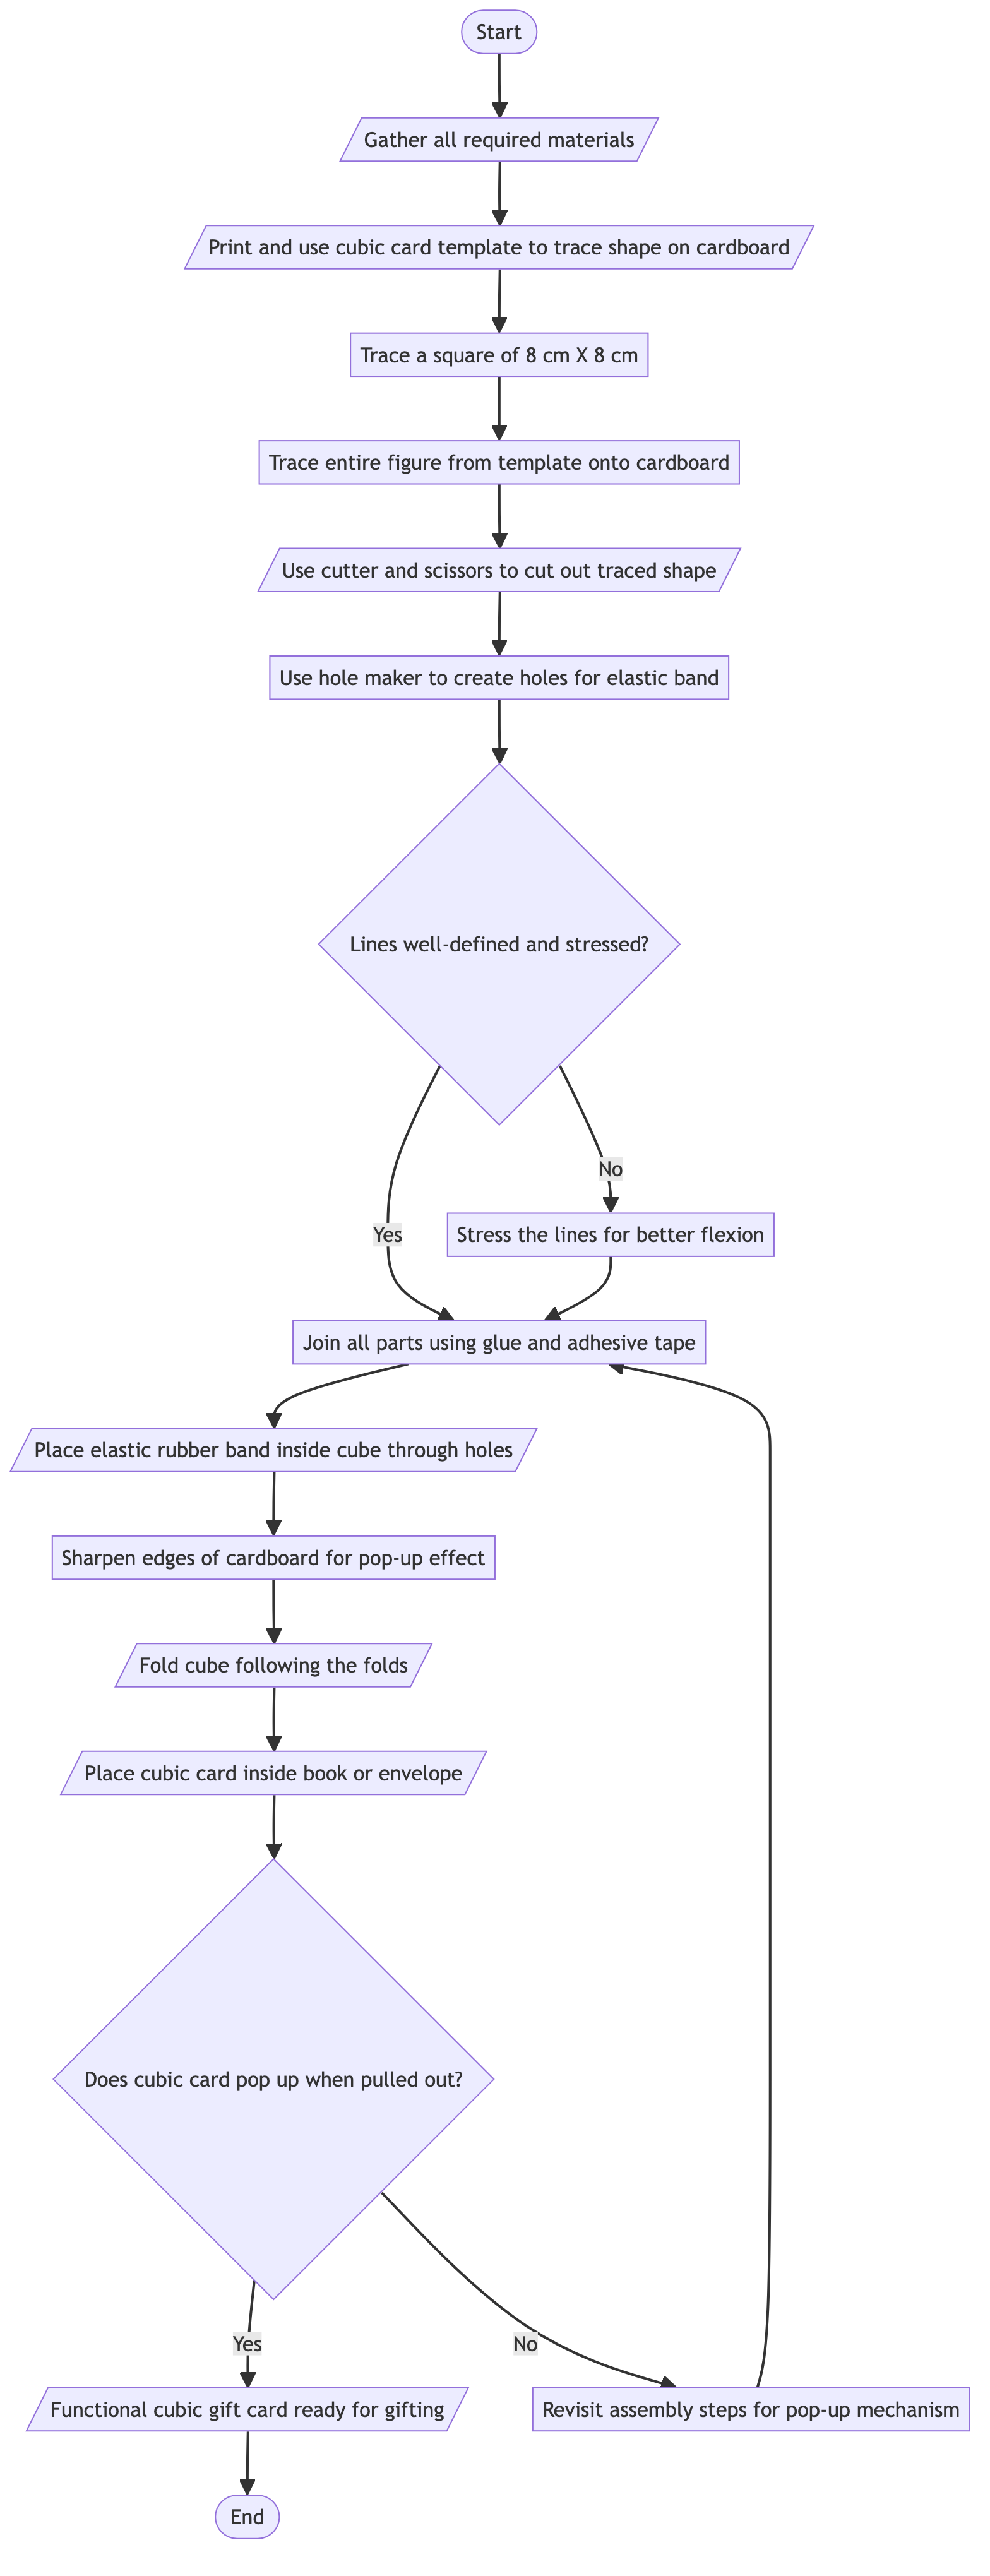 Start
Gather all required materials
Print and use cubic card template to trace shape on cardboard
Trace a square of 8 cm X 8 cm
Trace entire figure from template onto cardboard
Use cutter and scissors to cut out traced shape
Use hole maker to create holes for elastic band
Lines well-defined and stressed?
No
Yes
Stress the lines for better flexion
Join all parts using glue and adhesive tape
Place elastic rubber band inside cube through holes
Sharpen edges of cardboard for pop-up effect
Fold cube following the folds
Place cubic card inside book or envelope
Does cubic card pop up when pulled out?
Yes
No
Functional cubic gift card ready for gifting
Revisit assembly steps for pop-up mechanism
End